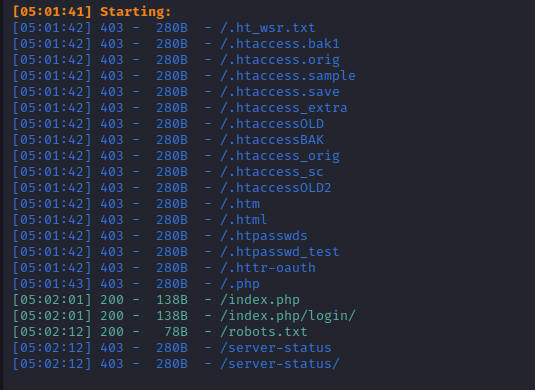 [05:01:41] Starting:
[05:01:42] 403 -  280B  - /.ht_wsr.txt
[05:01:42] 403 -  280B  - /.htaccess.bak1
[05:01:42] 403 -  280B  - /.htaccess.orig
[05:01:42] 403 -  280B  - /.htaccess.sample
[05:01:42] 403 -  280B  - /.htaccess.save
[05:01:42] 403 -  280B  - /.htaccess_extra
[05:01:42] 403 -  280B  - /.htaccessOLD
[05:01:42] 403 -  280B  - /.htaccessBAK
[05:01:42] 403 -  280B  - /.htaccess_orig
[05:01:42] 403 -  280B  - /.htaccess_sc
[05:01:42] 403 -  280B  - /.htaccessOLD2
[05:01:42] 403 -  280B  - /.htm
[05:01:42] 403 -  280B  - /.html
[05:01:42] 403 -  280B  - /.htpasswds
[05:01:42] 403 -  280B  - /.htpasswd_test
[05:01:42] 403 -  280B  - /.httr-oauth
[05:01:43] 403 -  280B  - /.php
[05:02:01] 200 -  138B  - /index.php
[05:02:01] 200 -  138B  - /index.php/login/
[05:02:12] 200 -   78B  - /robots.txt
[05:02:12] 403 -  280B  - /server-status
[05:02:12] 403 -  280B  - /server-status/